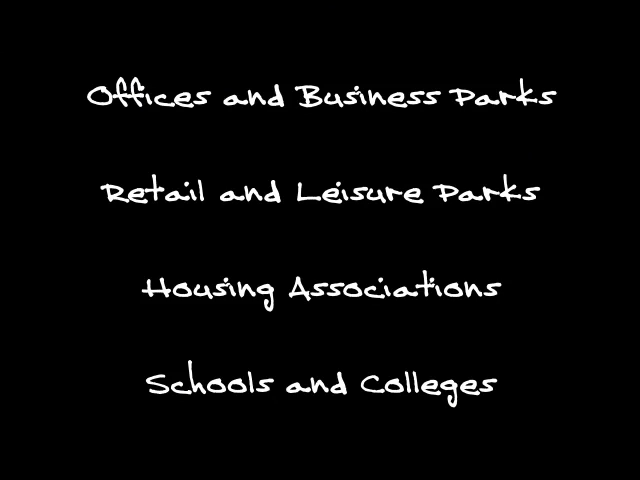 Offices and Business Parks
Retail and Leisure Parks
Housing Associations
Schools and Colleges